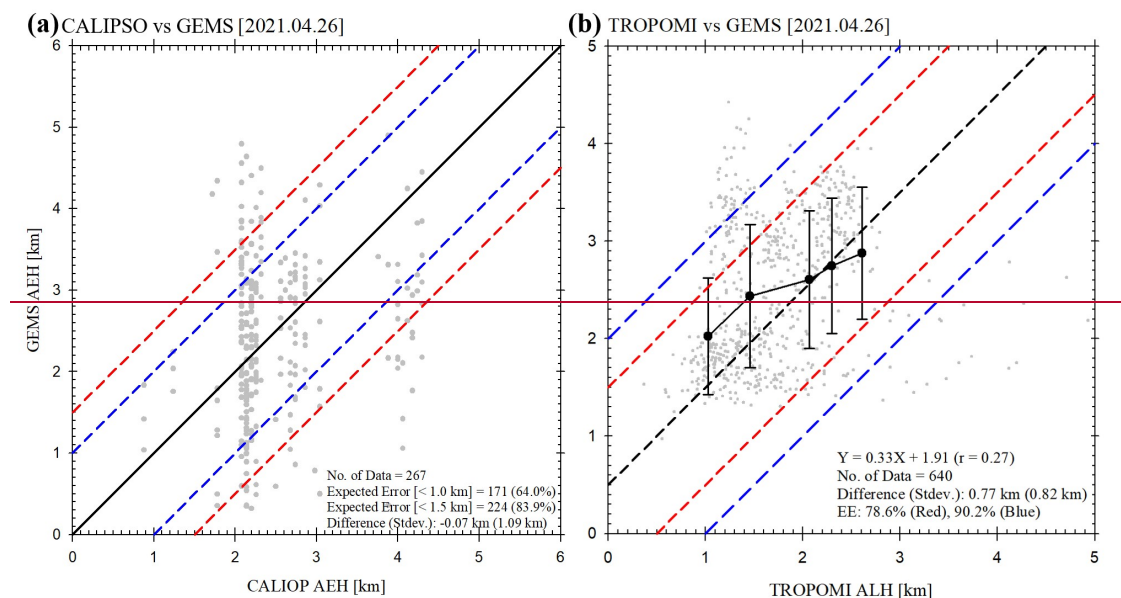 (a) CALIPSO vs GEMS [2021.04.26]
6
5
4
3
2
1
0
GEMS AEH [km]
No. of Data = 267
Expected Error [< 1.0 km] = 171 (64.0%)
Expected Error [< 1.5 km] = 224 (83.9%)
Difference (Stdev.): -0.07 km (1.09 km)
0 1 2 3 4 5 6
CALIOP AEH [km]
(b) TROPOMI vs GEMS [2021.04.26]
5
4
3
2
1
0
Y = 0.33X + 1.91 (r = 0.27)
No. of Data = 640
Difference (Stdev.): 0.77 km (0.82 km)
EE: 78.6% (Red), 90.2% (Blue)
0 1 2 3 4 5
TROPOMI ALH [km]